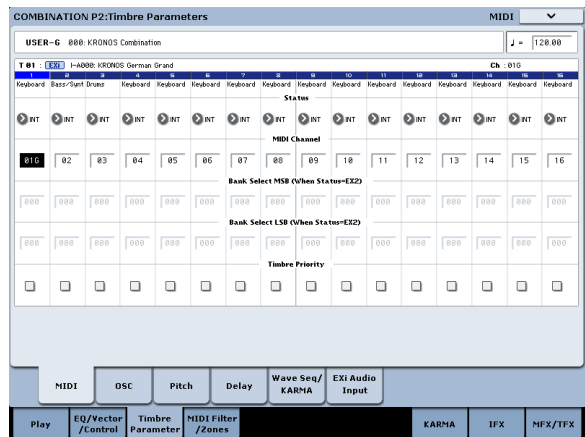 COMBINATION P2:Timbre Parameters MIDI
USER-G 000: KRONOS Combination ♩ = 120.00
T 01 : EXi I-A000: KRONOS German Grand Ch : 01G
1 2 3 4 5 6 7 8 9 10 11 12 13 14 15 16
Keyboard Bass/Synt Drums Keyboard Keyboard Keyboard Keyboard Keyboard Keyboard Keyboard Keyboard Keyboard Keyboard Keyboard Keyboard Keyboard
Status
INT INT INT INT INT INT INT INT INT INT INT INT INT INT INT INT
MIDI Channel
01G 02 03 04 05 06 07 08 09 10 11 12 13 14 15 16
Bank Select MSB (When Status=EX2)
000 000 000 000 000 000 000 000 000 000 000 000 000 000 000 000
Bank Select LSB (When Status=EX2)
000 000 000 000 000 000 000 000 000 000 000 000 000 000 000 000
Timbre Priority
MIDI OSC Pitch Delay Wave Seq/ EXi Audio
KARMA Input
Play EQ/Vector Timbre MIDI Filter KARMA IFX MFX/TFX
/Control Parameter /Zones